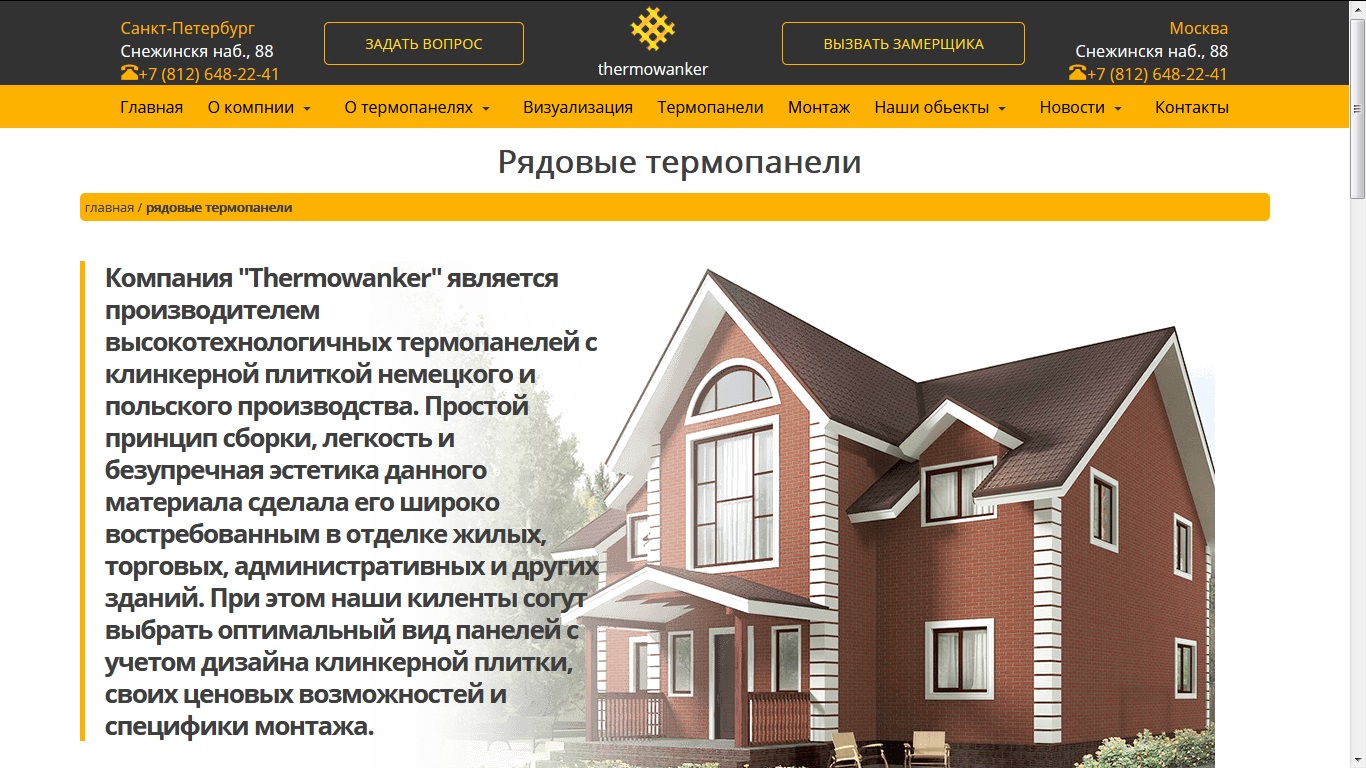 Санкт-Петербург
Снежинскя наб., 88
+7 (812) 648-22-41
ЗАДАТЬ ВОПРОС
thermowanker
ВЫЗВАТЬ ЗАМЕРЩИКА
Москва
Снежинскя наб., 88
+7 (812) 648-22-41
Главная О компнии О термопанелях Визуализация Термопанели Монтаж Наши обьекты Новости Контакты
Рядовые термопанели
главная / рядовые термопанели
Компания "Thermowanker" является
производителем
высокотехнологичных термопанелей с
клинкерной плиткой немецкого и
польского производства. Простой
принцип сборки, легкость и
безупречная эстетика данного
материала сделала его широко
востребованным в отделке жилых,
торговых, административных и других
зданий. При этом наши киленты согут
выбрать оптимальный вид панелей с
учетом дизайна клинкерной плитки,
своих ценовых возможностей и
специфики монтажа.